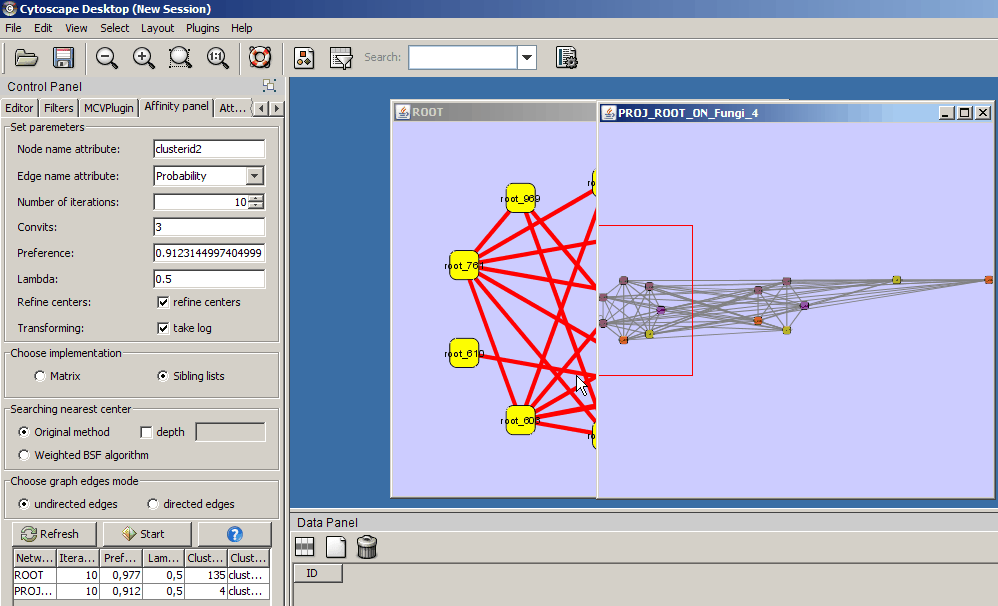 Cytoscape Desktop (New Session)
File Edit View Select Layout Plugins Help
1:1 Search:
Control Panel
Editor Filters MCVPlugin Affinity panel Att...
Set paremeters
Node name attribute: clusterid2
Edge name attribute: Probability
Number of iterations: 10
Convits: 3
Preference: 0.9123144997404999
Lambda: 0.5
Refine centers: refine centers
Transforming: take log
Choose implementation
Matrix Sibling lists
Searching nearest center
Original method depth
Weighted BSF algorithm
Choose graph edges mode
undirected edges directed edges
Refresh Start ?
Netw... Itera... Pref... Lam... Clust... Clust...
ROOT 10 0,977 0,5 135 clust...
PROJ... 10 0,912 0,5 4 clust...
ROOT
root_969
root_761
root_610
root_605
ro
PROJ_ROOT_ON_Fungi_4
Data Panel
ID